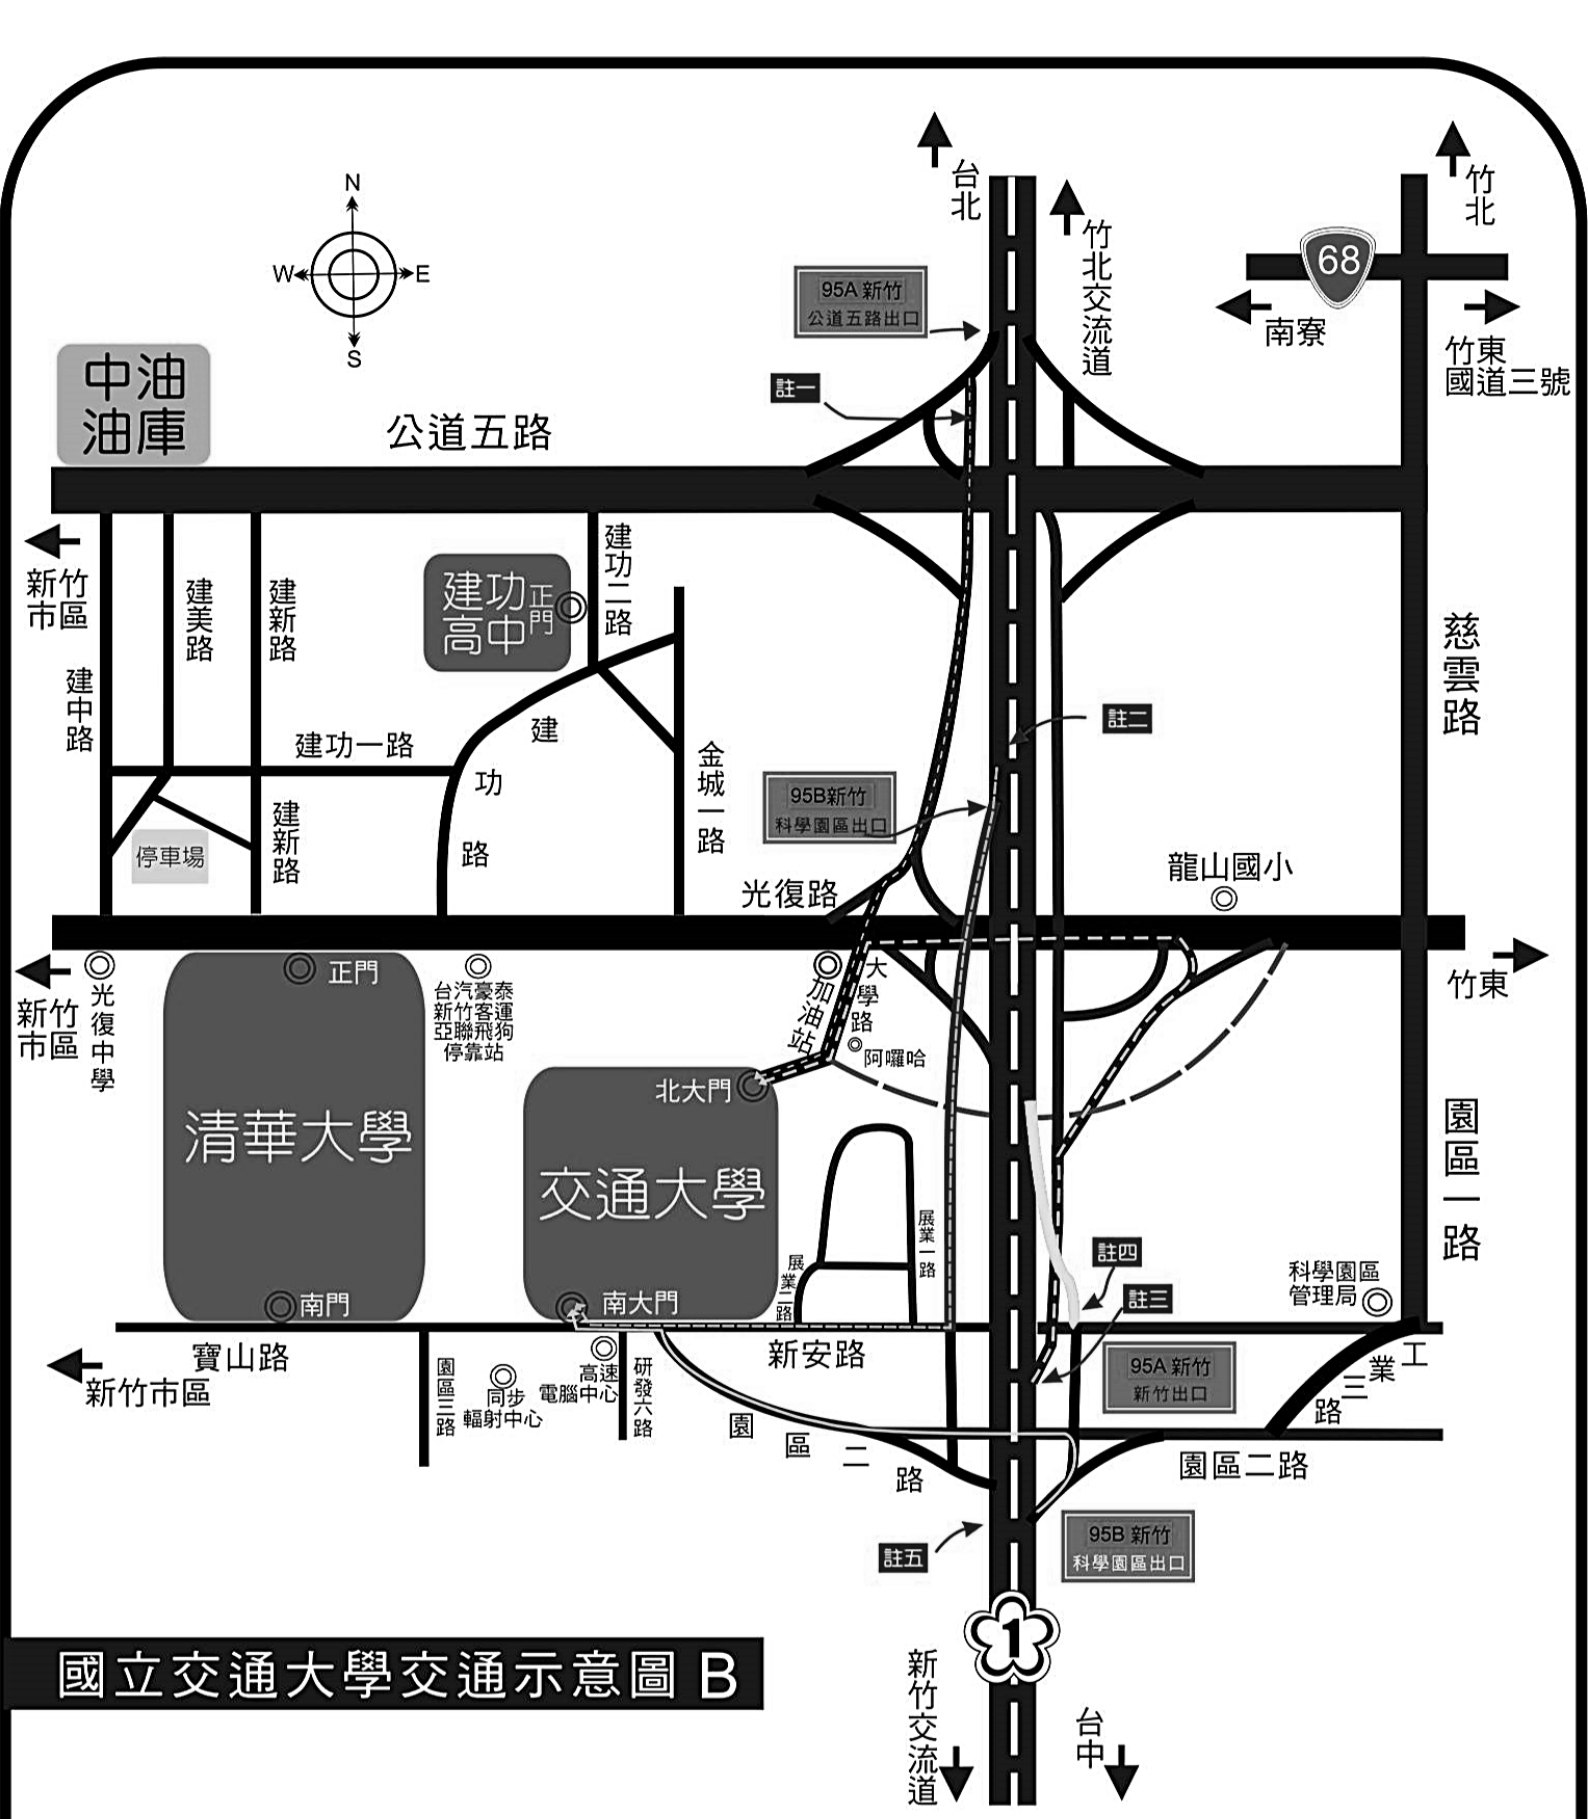 台北
竹北
竹北交流道
68
南寮
竹東
國道三號
N
W
E
S
95A 新竹
公道五路出口
註一
中油
油庫
公道五路
新竹
市區
建中路
建美路
建新路
建功
高中
正門
建功二路
慈雲路
註二
建功一路
建功路
金城一路
95B新竹
科學園區出口
建新路
停車場
光復路
龍山國小
新竹
市區
光復中學
正門
台汽豪泰
新竹客運
亞聯飛狗
停靠站
加油站
大學路
阿囉哈
竹東
清華大學
北大門
交通大學
園區一路
展業一路
展業二路
註四
註三
科學園區
管理局
南門
南大門
寶山路
新竹市區
園區三路
同步
輻射中心
高速
電腦中心
研發六路
新安路
95A 新竹
新竹出口
工業三路
園區二路
園區二路
註五
95B 新竹
科學園區出口
1
國立交通大學交通示意圖 B
新竹交流道
台中